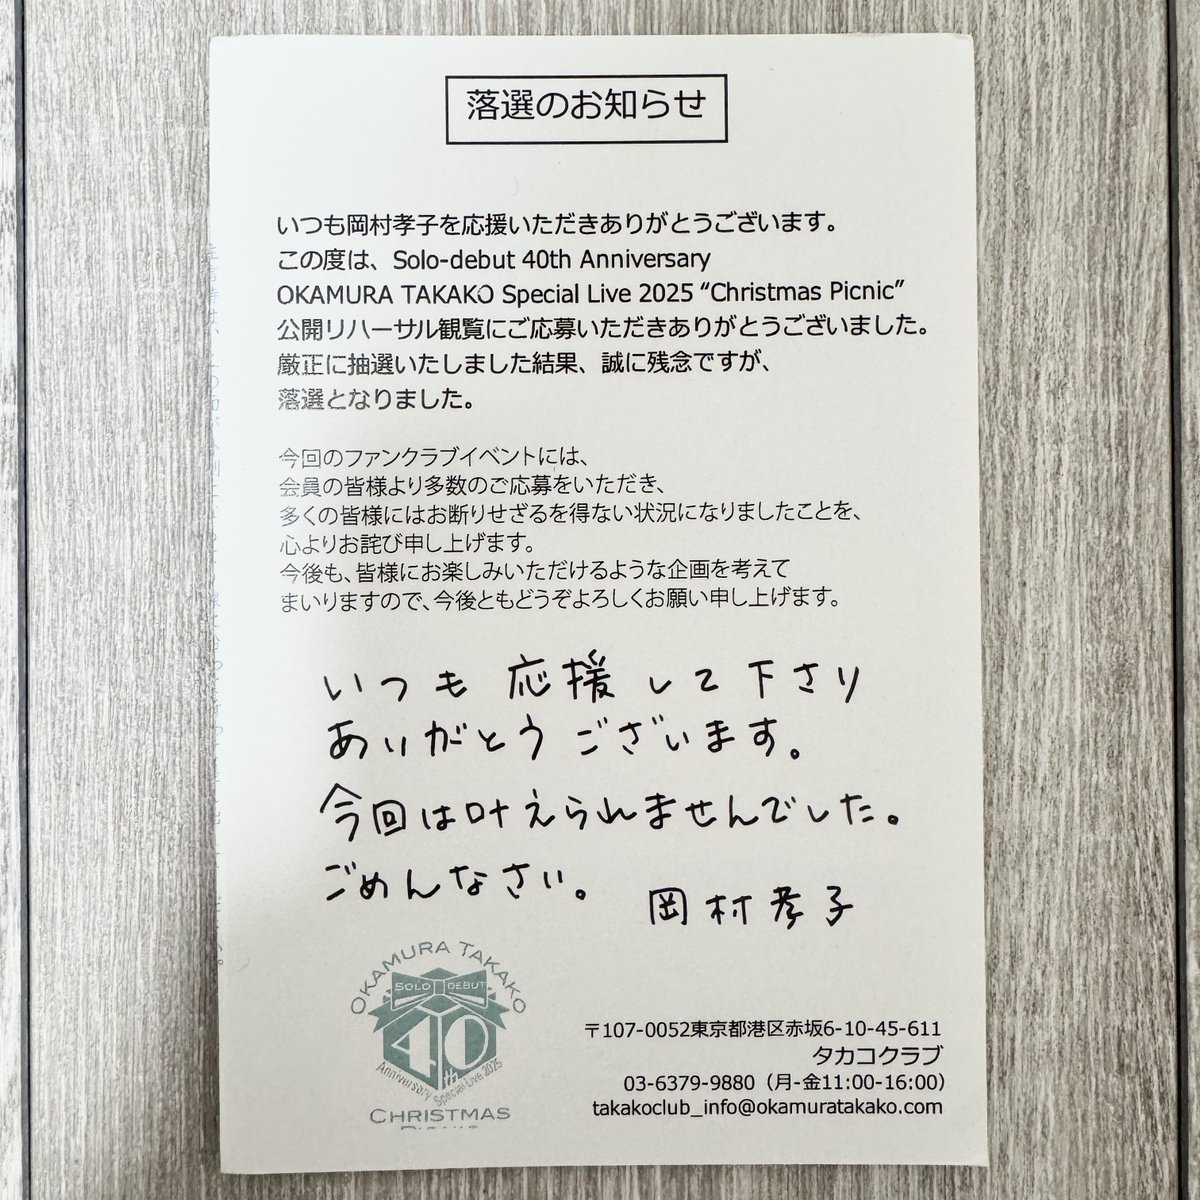 落選のお知らせ
いつも岡村孝子を応援いただきありがとうございます。
この度は、Solo-debut 40th Anniversary
OKAMURA TAKAKO Special Live 2025 “Christmas Picnic”
公開リハーサル観覧にご応募いただきありがとうございました。
厳正に抽選いたしました結果、誠に残念ですが、
落選となりました。
今回のファンクラブイベントには、
会員の皆様より多数のご応募をいただき、
多くの皆様にはお断りせざるを得ない状況になりましたことを、
心よりお詫び申し上げます。
今後も、皆様にお楽しみいただけるような企画を考えて
まいりますので、今後ともどうぞよろしくお願い申し上げます。
いつも応援して下さり
ありがとうございます。
今回は叶えられませんでした。
ごめんなさい。
岡村孝子
OKAMURA TAKAKO
SOLO DEBUT
40th
Anniversary Special Live 2025
CHRISTMAS
〒107-0052東京都港区赤坂6-10-45-611
タカコクラブ
03-6379-9880（月-金11:00-16:00）
takakoclub_info@okamuratakako.com